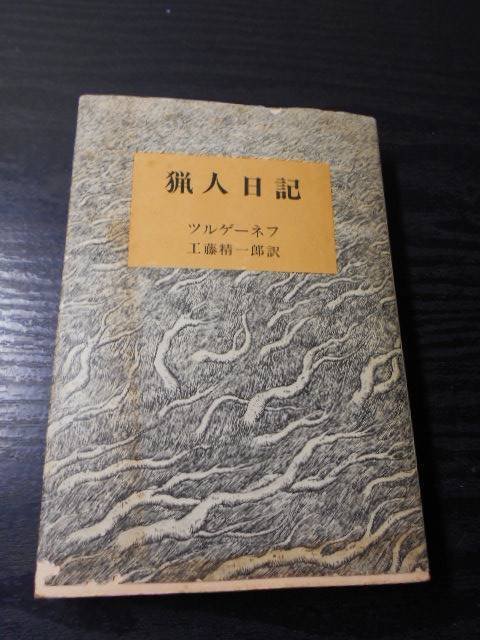 猟人日記
ツルゲーネフ
工藤精一郎訳